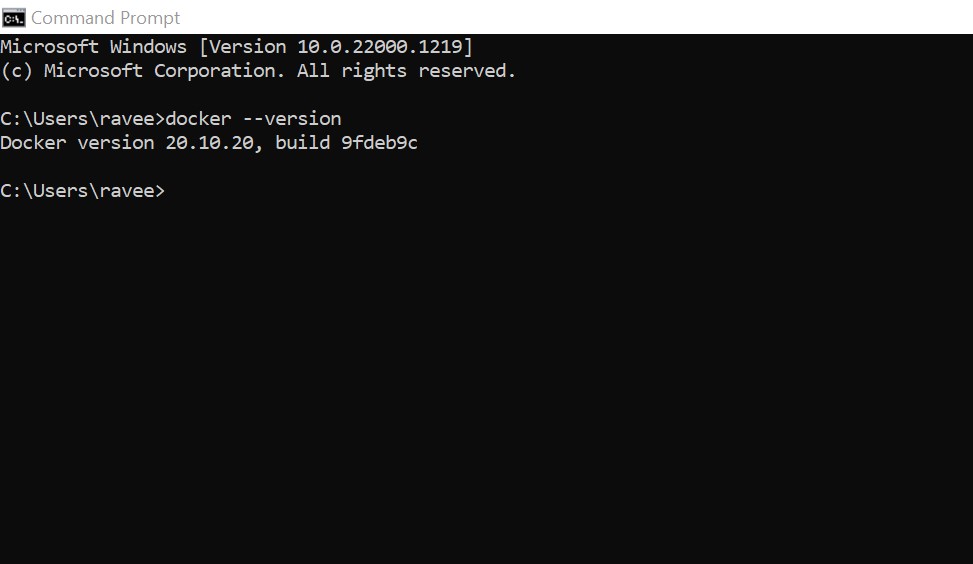 Command Prompt
Microsoft Windows [Version 10.0.22000.1219]
(c) Microsoft Corporation. All rights reserved.
C:\Users\ravee>docker --version
Docker version 20.10.20, build 9fdeb9c
C:\Users\ravee>